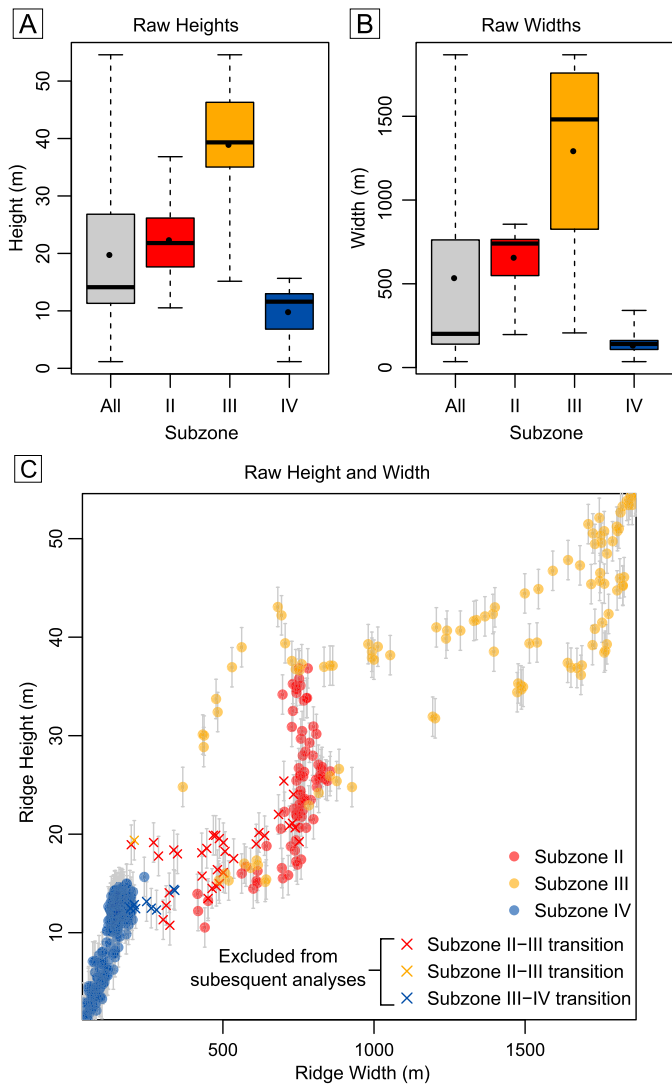 A Raw Heights
Height (m)
0
10
20
30
40
50
All II III IV
Subzone
B Raw Widths
Width (m)
0
500
1000
1500
All II III IV
Subzone
C Raw Height and Width
Ridge Height (m)
10
20
30
40
50
Subzone II
Subzone III
Subzone IV
Excluded from
subesquent analyses
Subzone II−III transition
Subzone II−III transition
Subzone III−IV transition
500 1000 1500
Ridge Width (m)